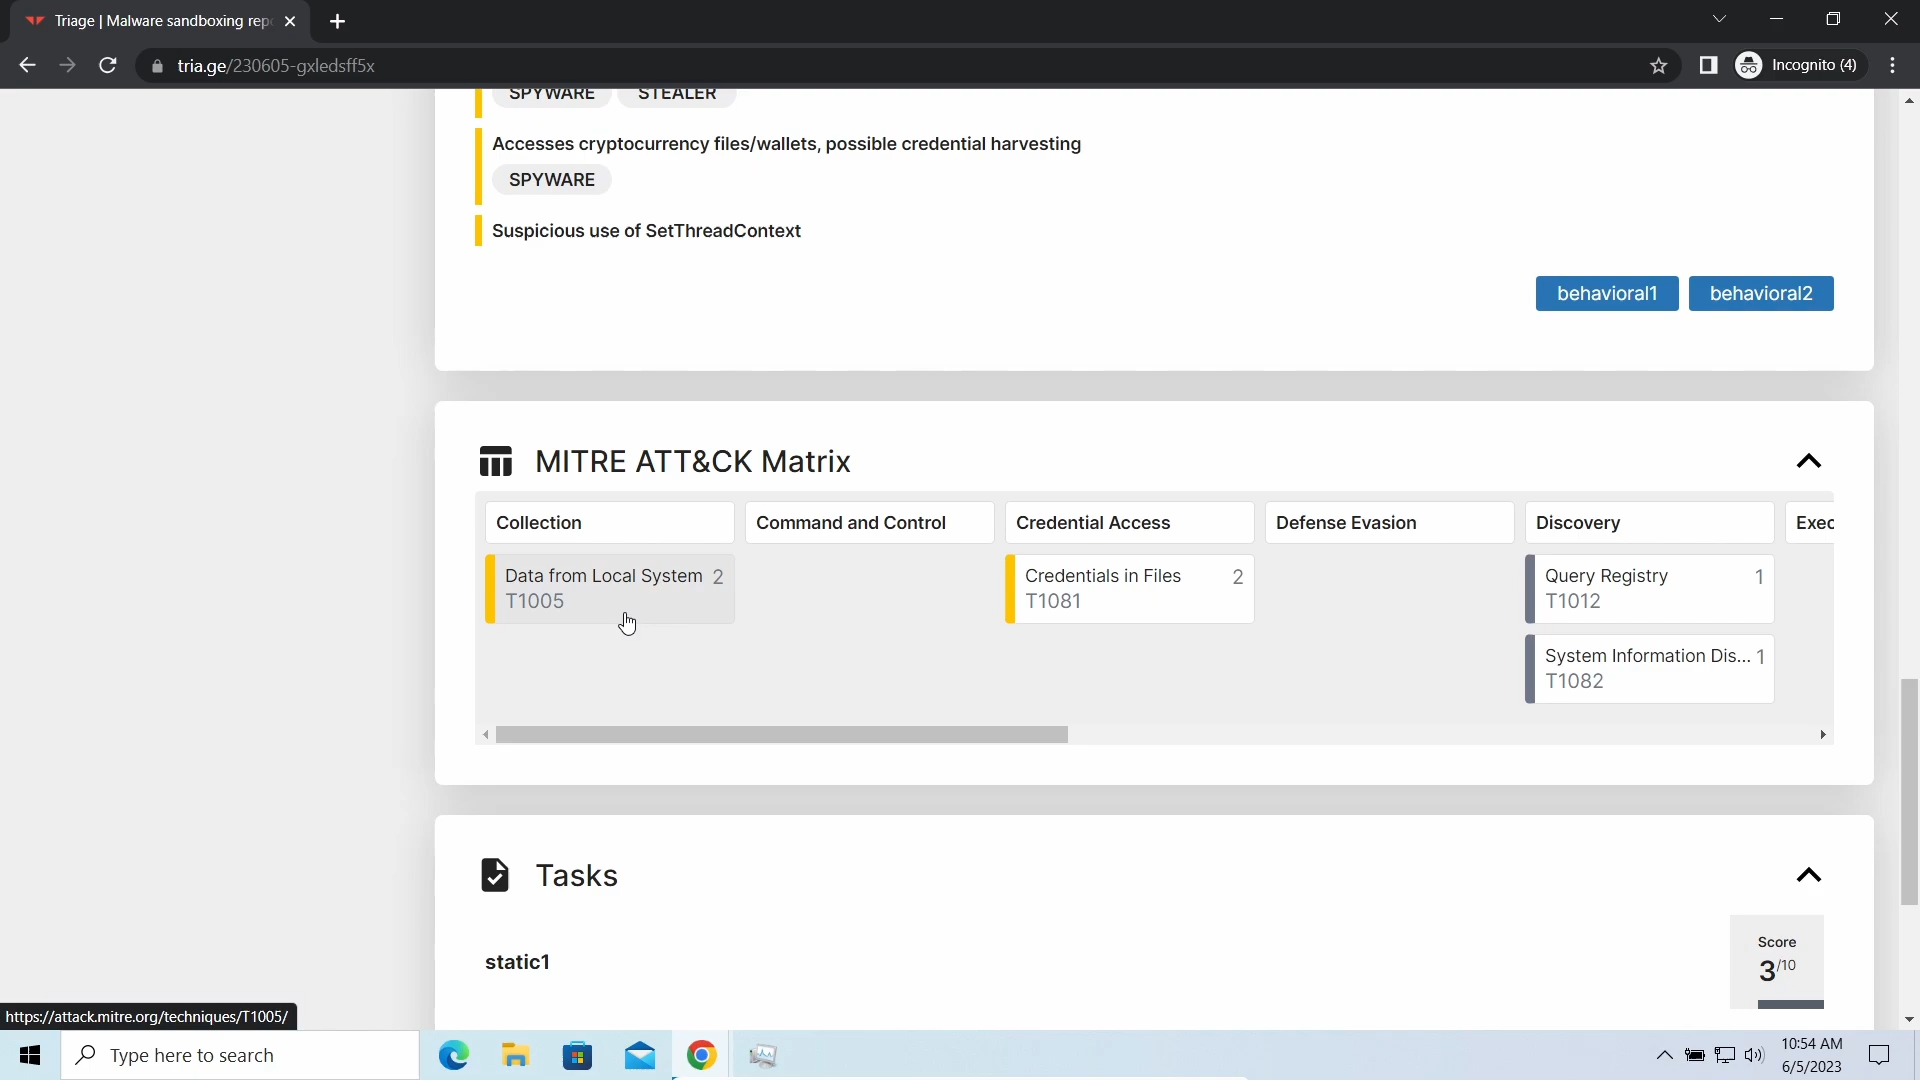 Triage | Malware sandboxing rep
tria.ge/230605-gxledsff5x
Incognito (4)
SPYWARE STEALER
Accesses cryptocurrency files/wallets, possible credential harvesting
SPYWARE
Suspicious use of SetThreadContext
behavioral1 behavioral2
MITRE ATT&CK Matrix
Collection Command and Control Credential Access Defense Evasion Discovery Exec
Data from Local System 2 Credentials in Files 2 Query Registry 1
T1005 T1081 T1012
System Information Dis... 1
T1082
Tasks
Score
static1 3/10
https://attack.mitre.org/techniques/T1005/
Type here to search
10:54 AM
6/5/2023